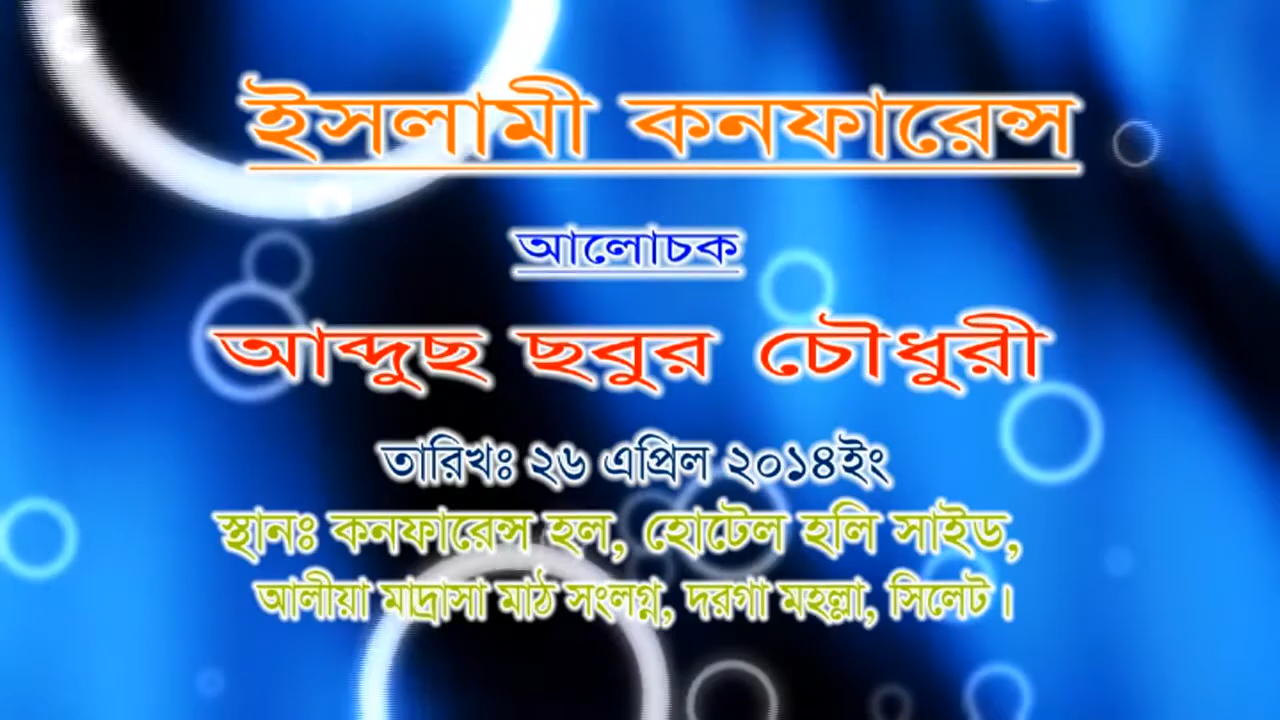 ইসলামী কনফারেন্স
আলোচক
আব্দুছ ছবুর চৌধুরী
তারিখঃ ২৬ এপ্রিল ২০১৪ইং
স্থানঃ কনফারেন্স হল, হোটেল হলি সাইড,
আলীয়া মাদ্রাসা মাঠ সংলগ্ন, দরগা মহল্লা, সিলেট।